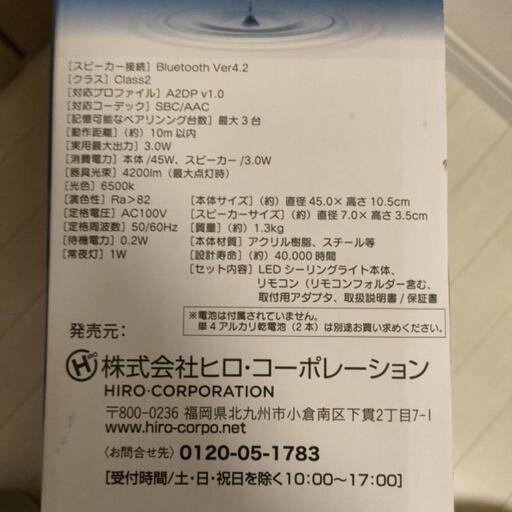 [スピーカー接続] Bluetooth Ver4.2
[クラス] Class2
[対応プロファイル] A2DP v1.0
[対応コーデック] SBC/AAC
[記憶可能なペアリンング台数] 最大3台
[動作距離] (約) 10m以内
[実用最大出力] 3.0W
[消費電力] 本体/45W、スピーカー/3.0W
[器具光束] 4200lm (最大点灯時)
[光色] 6500k
[演色性] Ra>82
[定格電圧] AC100V
[定格周波数] 50/60Hz
[待機電力] 0.2W
[常夜灯] 1W
[本体サイズ] (約) 直径45.0×高さ10.5cm
[スピーカーサイズ] (約) 直径7.0×高さ3.5cm
[質量] (約) 1.3kg
[本体材質] アクリル樹脂、スチール等
[設計寿命] (約) 40,000時間
[セット内容] LEDシーリングライト本体、
リモコン (リモコンフォルダー含む、
取付用アダプタ、取扱説明書/保証書
※電池は付属されていません。
単4アルカリ乾電池 (2本) は別途お買い求めください。
発売元:
Hiro 株式会社ヒロ・コーポレーション
HIRO・CORPORATION
〒800-0236 福岡県北九州市小倉南区下貫2丁目7-1
www.hiro-corpo.net
〈お問合せ先〉 0120-05-1783
[受付時間/土・日・祝日を除く10:00〜17:00]